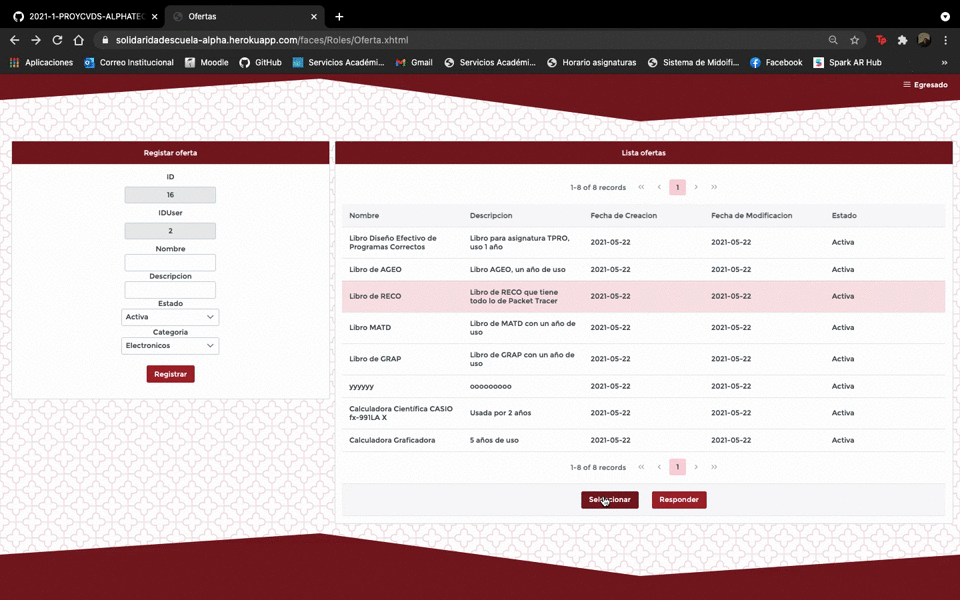 2021-1-PROYCVDS-ALPHATEC
Ofertas
solidaridadescuela-alpha.herokuapp.com/faces/Roles/Oferta.xhtml
Aplicaciones
Correo Institucional
Moodle
GitHub
Servicios Académi...
Gmail
Servicios Académi...
Horario asignaturas
Sistema de Midofi...
Facebook
Spark AR Hub
»
Egresado
Registar oferta
ID
16
IDUser
2
Nombre
Descripcion
Estado
Activa
Categoria
Electronicos
Registrar
Lista ofertas
1-8 of 8 records
1
Nombre Descripcion Fecha de Creacion Fecha de Modificacion Estado
Libro Diseño Efectivo de Programas Correctos Libro para asignatura TPRO, uso 1 año 2021-05-22 2021-05-22 Activa
Libro de AGEO Libro AGEO, un año de uso 2021-05-22 2021-05-22 Activa
Libro de RECO Libro de RECO que tiene todo lo de Packet Tracer 2021-05-22 2021-05-22 Activa
Libro MATD Libro de MATD con un año de uso 2021-05-22 2021-05-22 Activa
Libro de GRAP Libro de GRAP con un año de uso 2021-05-22 2021-05-22 Activa
yyyyyy ooooooooo 2021-05-22 2021-05-22 Activa
Calculadora Científica CASIO fx-991LA X Usada por 2 años 2021-05-22 2021-05-22 Activa
Calculadora Graficadora 5 años de uso 2021-05-22 2021-05-22 Activa
1-8 of 8 records
1
Seleccionar
Responder